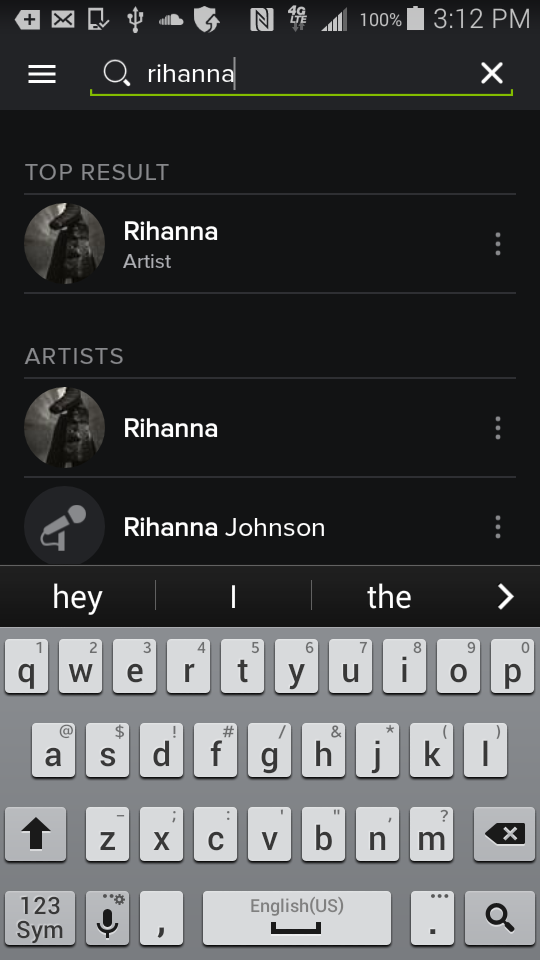 4G LTE 100% 3:12 PM
rihanna
TOP RESULT
Rihanna
Artist
ARTISTS
Rihanna
Rihanna Johnson
hey I the
1 2 3 4 5 6 7 8 9 0
q w e r t y u i o p
@ $ ! # / & * ( )
a s d f g h j k l
- ; : ' " , ?
z x c v b n m
123 English(US)
Sym , .